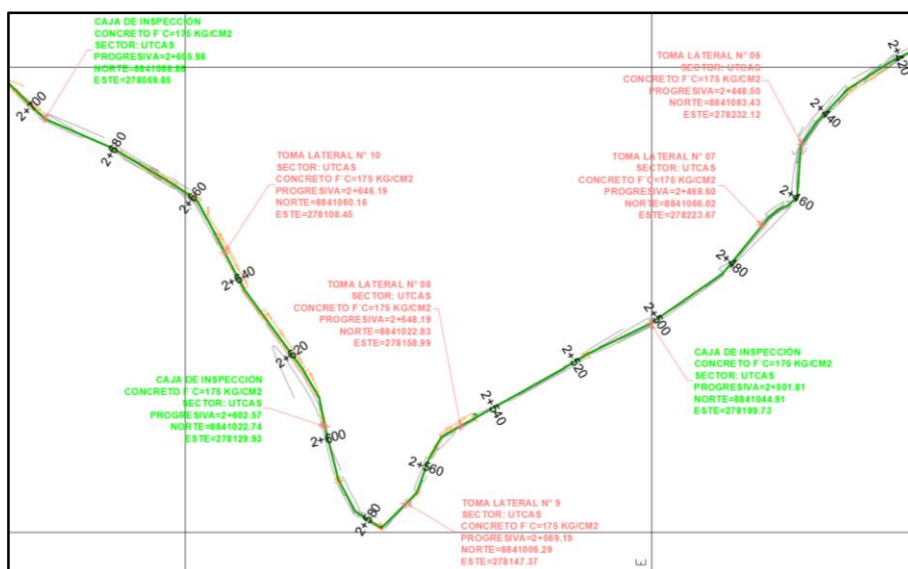 CAJA DE INSPECCIÓN
CONCRETO F´C=175 KG/CM2
SECTOR: UTCAS
PROGRESIVA=2+695.98
ESTE=278069.85
2+700
2+680
2+660
2+640
2+620
2+600
2+580
2+560
2+540
2+520
2+500
2+480
2+460
2+440
2+420
TOMA LATERAL N° 06
SECTOR: UTCAS
CONCRETO F´C=175 KG/CM2
PROGRESIVA=2+448.50
NORTE=8841083.43
ESTE=278232.12
TOMA LATERAL N° 10
SECTOR: UTCAS
CONCRETO F´C=175 KG/CM2
PROGRESIVA=2+646.19
NORTE=8841060.16
ESTE=278108.45
TOMA LATERAL N° 07
SECTOR: UTCAS
CONCRETO F´C=175 KG/CM2
PROGRESIVA=2+469.60
NORTE=8841066.02
ESTE=278223.67
TOMA LATERAL N° 08
SECTOR: UTCAS
CONCRETO F´C=175 KG/CM2
PROGRESIVA=2+548.19
NORTE=8841022.83
ESTE=278158.99
CAJA DE INSPECCIÓN
CONCRETO F´C=175 KG/CM2
SECTOR: UTCAS
PROGRESIVA=2+501.81
NORTE=8841044.91
ESTE=278199.73
CAJA DE INSPECCIÓN
CONCRETO F´C=175 KG/CM2
SECTOR: UTCAS
PROGRESIVA=2+602.57
NORTE=8841022.74
ESTE=278129.93
TOMA LATERAL N° 9
SECTOR: UTCAS
CONCRETO F´C=175 KG/CM2
PROGRESIVA=2+569.19
NORTE=8841006.29
ESTE=278147.37
E